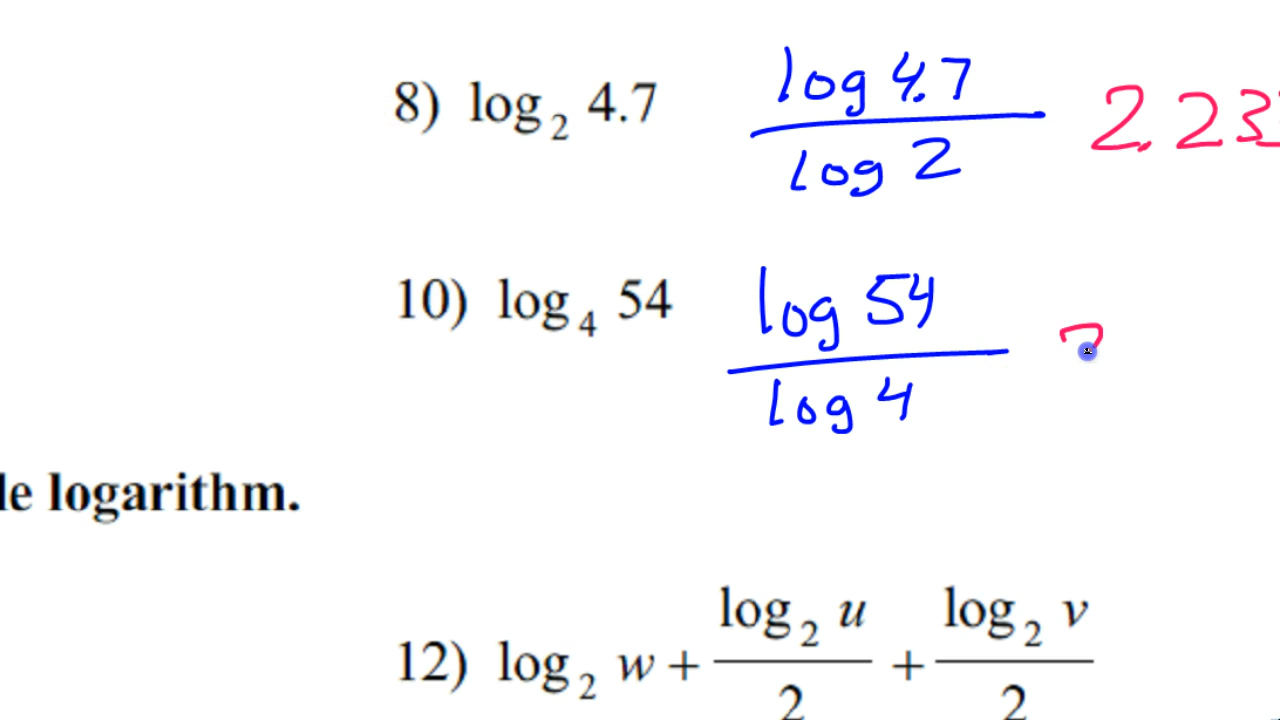 8) log₂ 4.7 log 4.7 / log 2 2.23
10) log₄ 54 log 54 / log 4
le logarithm.
12) log₂ w + log₂ u / 2 + log₂ v / 2